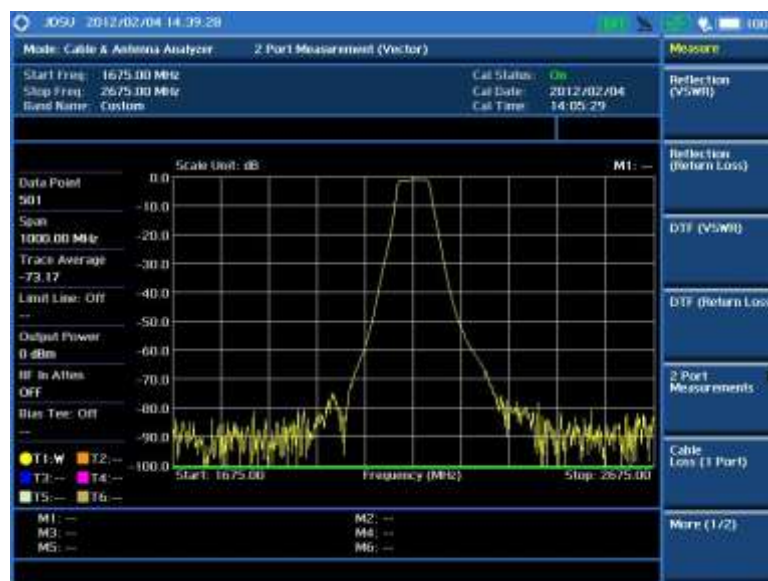 JDSU 2012/02/04 14:39:28
100
Mode: Cable & Antenna Analyzer 2 Port Measurement (Vector)
Measure
Start Freq: 1675.00 MHz
Stop Freq: 2675.00 MHz
Band Name: Custom
Cal Status: On
Cal Date: 2012/02/04
Cal Time: 14:05:29
Reflection (VSWR)
Reflection (Return Loss)
DTF (VSWR)
DTF (Return Loss
2 Port Measurements
Cable Loss (1 Port)
More (1/2)
Scale Unit: dB M1: --
Data Point
501
Span
1000.00 MHz
Trace Average
-73.17
Limit Line: Off
--
Output Power
0 dBm
RF In Atten
OFF
Bias Tee: Off
--
T1:W T2:--
T3:-- T4:--
T5:-- T6:--
0.0
-10.0
-20.0
-30.0
-40.0
-50.0
-60.0
-70.0
-80.0
-90.0
-100.0
Start: 1675.00 Frequency (MHz) Stop: 2675.00
M1: -- M2: --
M3: -- M4: --
M5: -- M6: --